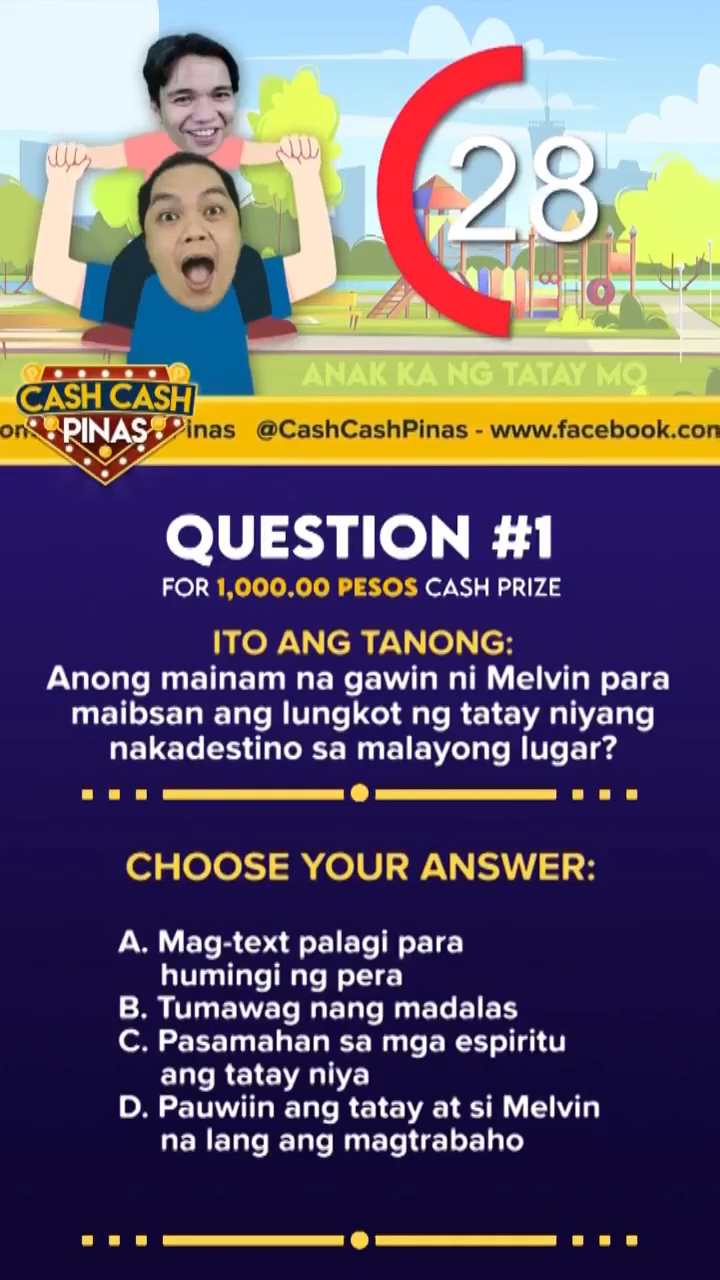 28
ANAK KA NG TATAY MO
CASH CASH
PINAS
inas @CashCashPinas - www.facebook.com
QUESTION #1
FOR 1,000.00 PESOS CASH PRIZE
ITO ANG TANONG:
Anong mainam na gawin ni Melvin para
maibsan ang lungkot ng tatay niyang
nakadestino sa malayong lugar?
CHOOSE YOUR ANSWER:
A. Mag-text palagi para
humingi ng pera
B. Tumawag nang madalas
C. Pasamahan sa mga espiritu
ang tatay niya
D. Pauwiin ang tatay at si Melvin
na lang ang magtrabaho